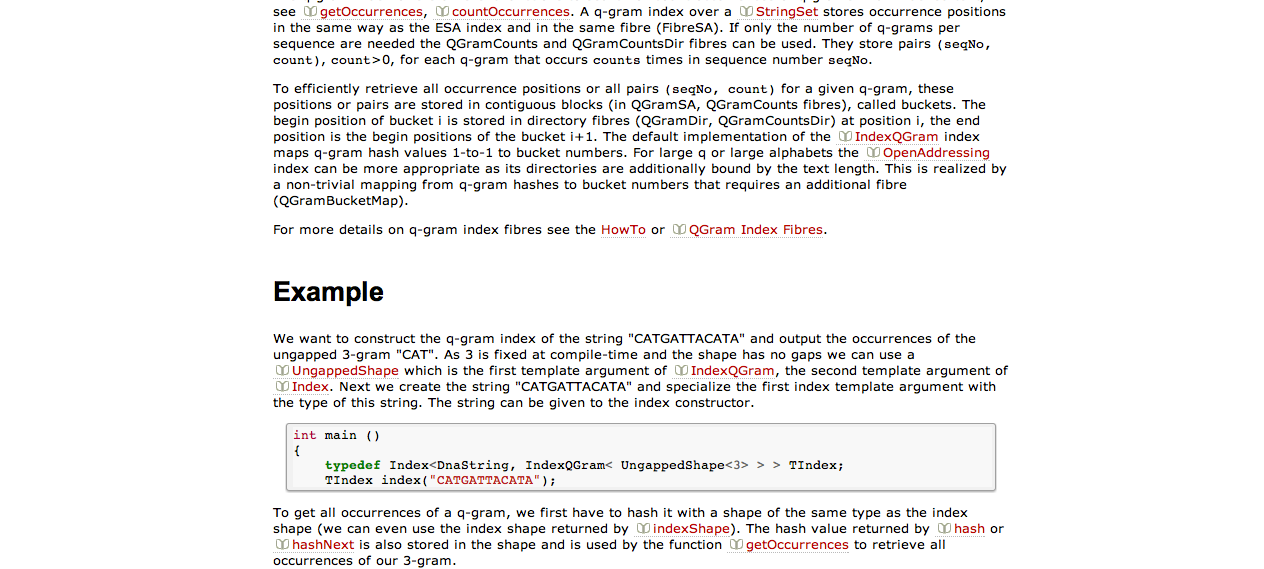 see getOccurrences, countOccurrences. A q-gram index over a StringSet stores occurrence positions
in the same way as the ESA index and in the same fibre (FibreSA). If only the number of q-grams per
sequence are needed the QGramCounts and QGramCountsDir fibres can be used. They store pairs (seqNo,
count), count>0, for each q-gram that occurs counts times in sequence number seqNo.
To efficiently retrieve all occurrence positions or all pairs (seqNo, count) for a given q-gram, these
positions or pairs are stored in contiguous blocks (in QGramSA, QGramCounts fibres), called buckets. The
begin position of bucket i is stored in directory fibres (QGramDir, QGramCountsDir) at position i, the end
position is the begin positions of the bucket i+1. The default implementation of the IndexQGram index
maps q-gram hash values 1-to-1 to bucket numbers. For large q or large alphabets the OpenAddressing
index can be more appropriate as its directories are additionally bound by the text length. This is realized by
a non-trivial mapping from q-gram hashes to bucket numbers that requires an additional fibre
(QGramBucketMap).
For more details on q-gram index fibres see the HowTo or QGram Index Fibres.
Example
We want to construct the q-gram index of the string "CATGATTACATA" and output the occurrences of the
ungapped 3-gram "CAT". As 3 is fixed at compile-time and the shape has no gaps we can use a
UngappedShape which is the first template argument of IndexQGram, the second template argument of
Index. Next we create the string "CATGATTACATA" and specialize the first index template argument with
the type of this string. The string can be given to the index constructor.
int main ()
{
    typedef Index<DnaString, IndexQGram< UngappedShape<3> > > TIndex;
    TIndex index("CATGATTACATA");
To get all occurrences of a q-gram, we first have to hash it with a shape of the same type as the index
shape (we can even use the index shape returned by indexShape). The hash value returned by hash or
hashNext is also stored in the shape and is used by the function getOccurrences to retrieve all
occurrences of our 3-gram.